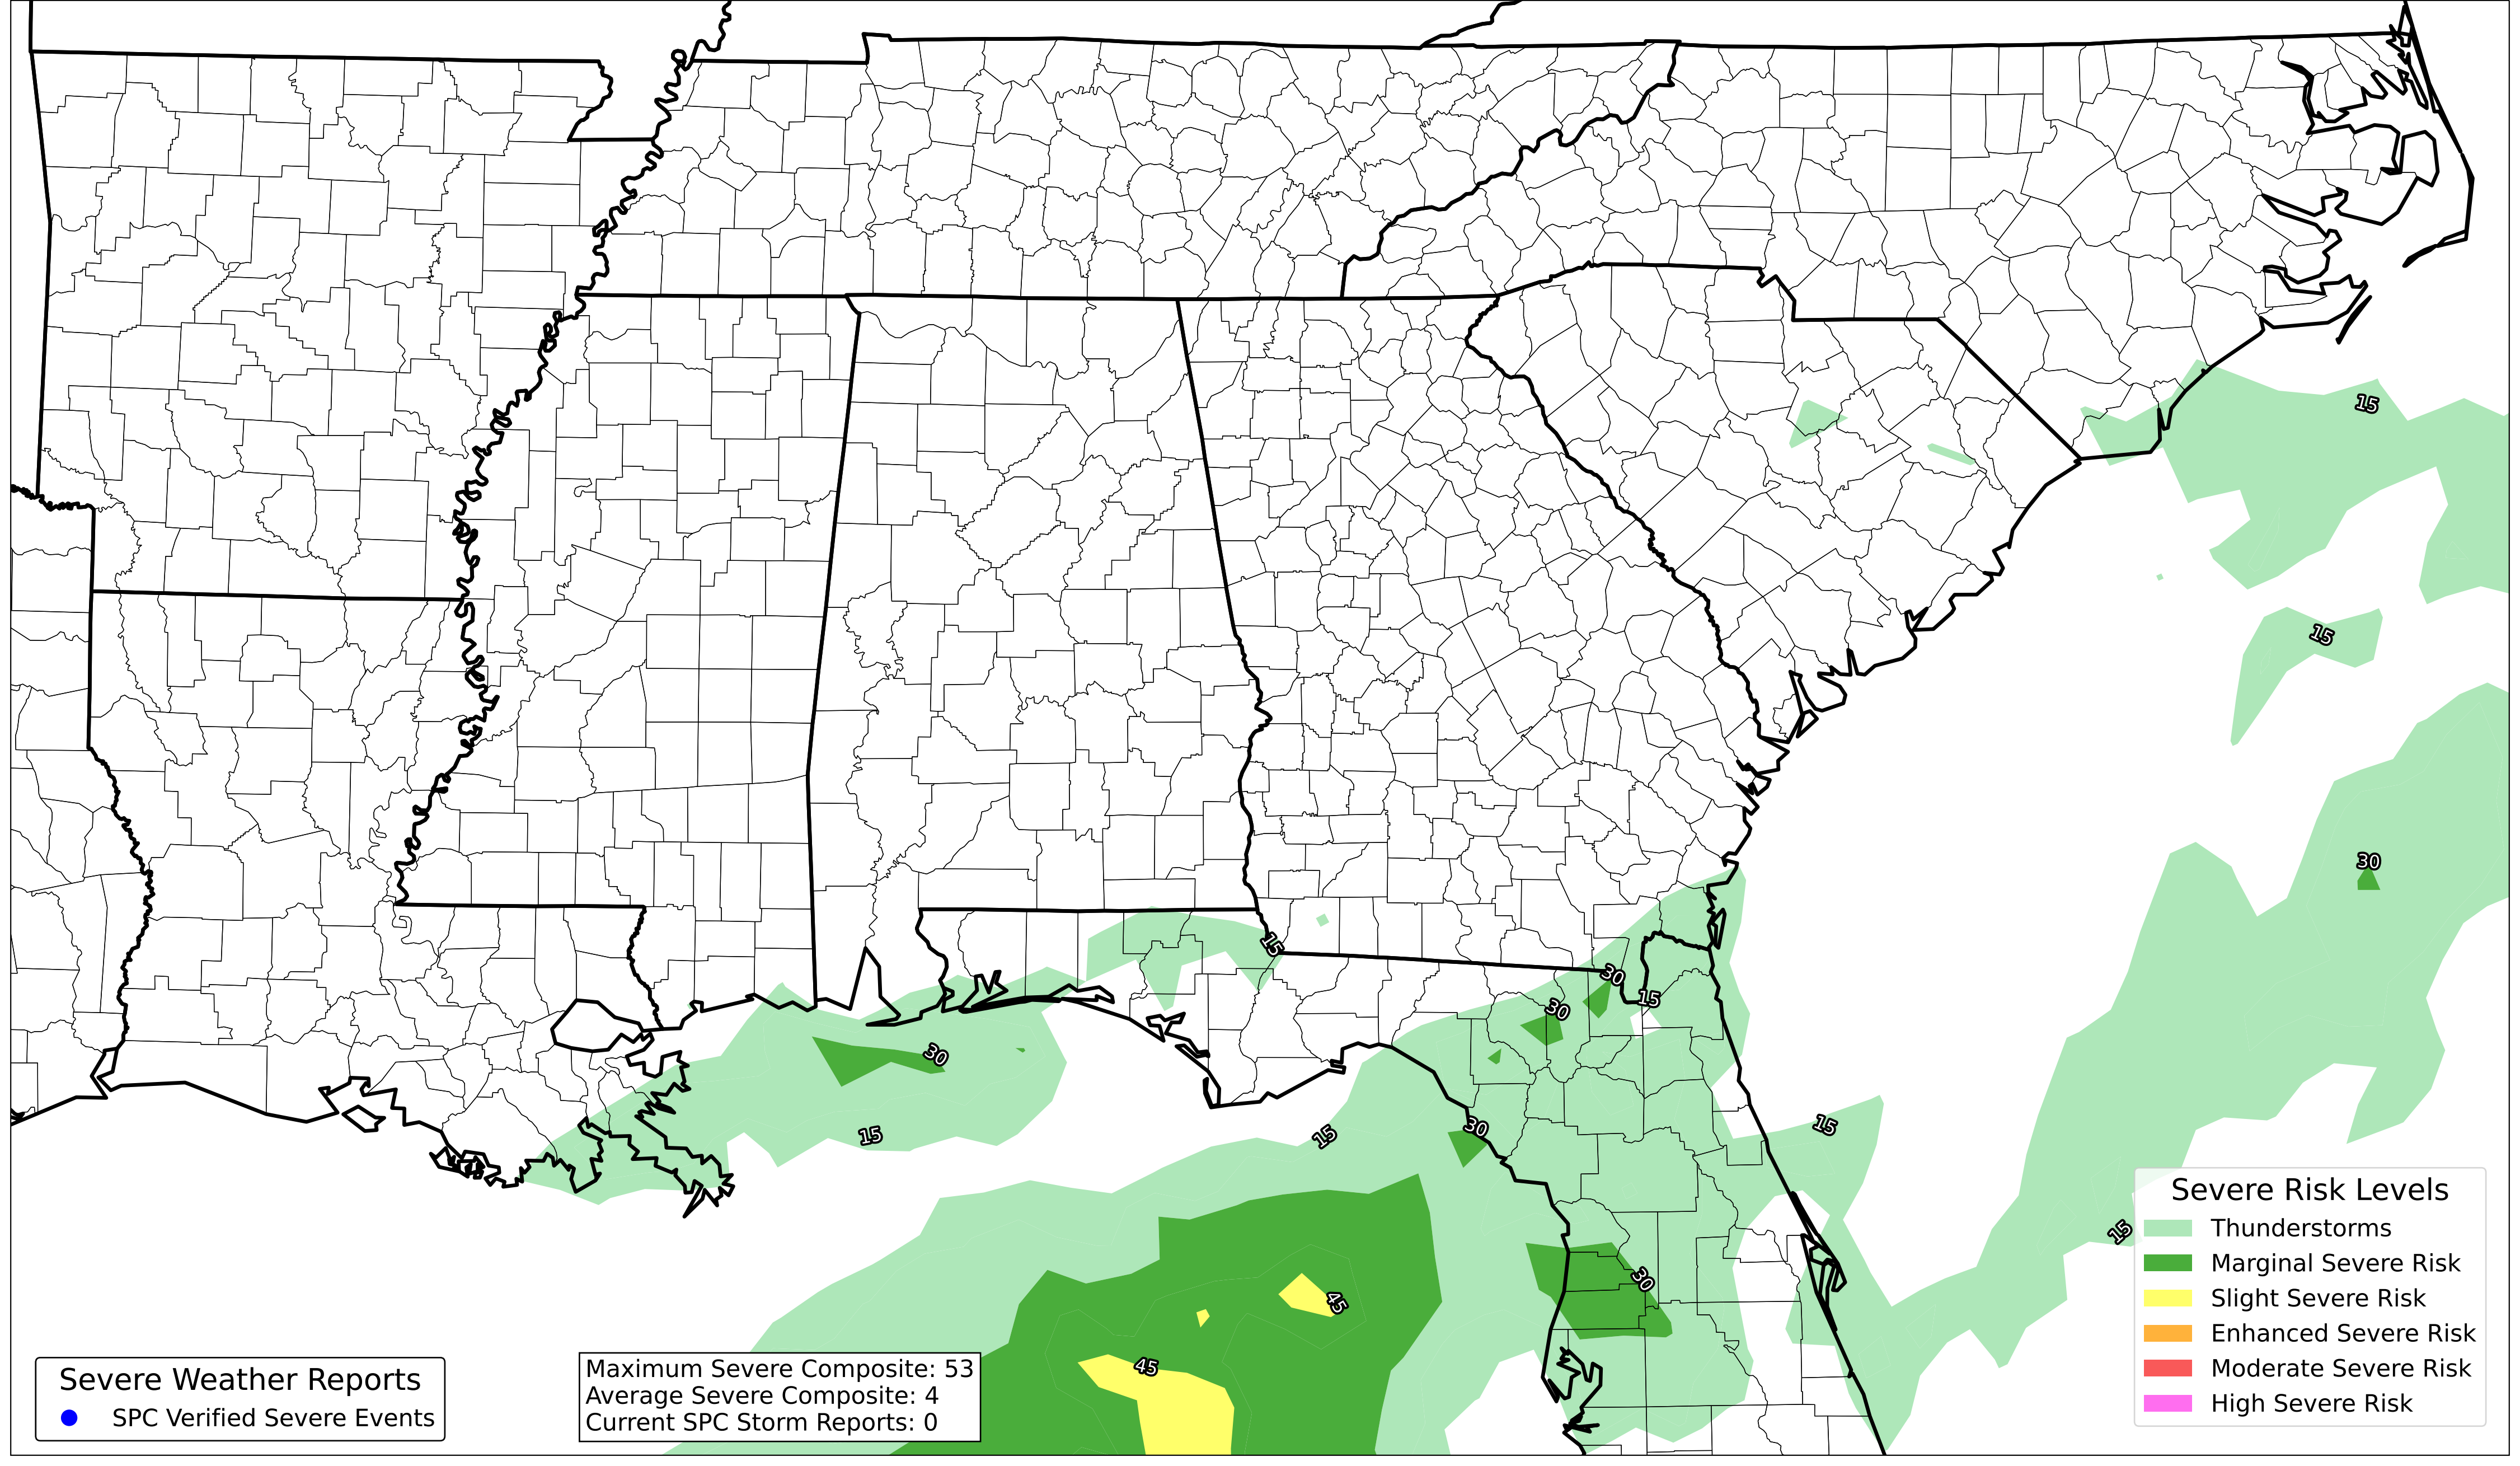 15
15
30
15
30
30
15
30
15
30
15
15
15
30
45
45
15
Severe Risk Levels
Thunderstorms
Marginal Severe Risk
Slight Severe Risk
Enhanced Severe Risk
Moderate Severe Risk
High Severe Risk
Severe Weather Reports
SPC Verified Severe Events
Maximum Severe Composite: 53
Average Severe Composite: 4
Current SPC Storm Reports: 0